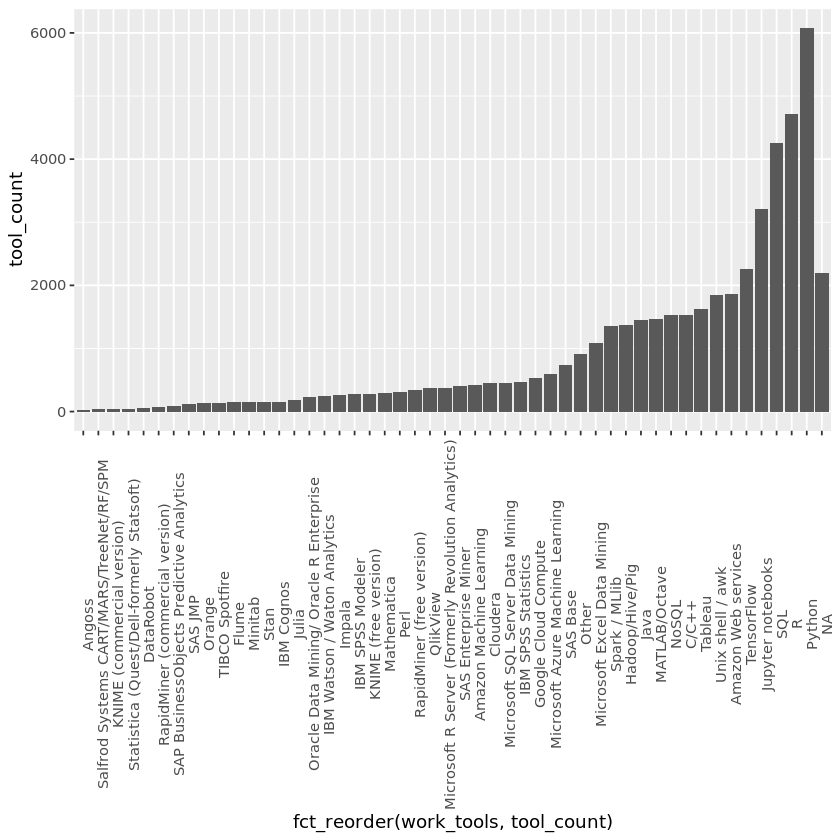 6000
4000
2000
0
tool_count
Angoss
Salfrod Systems CART/MARS/TreeNet/RF/SPM
KNIME (commercial version)
Statistica (Quest/Dell-formerly Statsoft)
DataRobot
RapidMiner (commercial version)
SAP BusinessObjects Predictive Analytics
SAS JMP
Orange
TIBCO Spotfire
Flume
Minitab
Stan
IBM Cognos
Julia
Oracle Data Mining/ Oracle R Enterprise
IBM Watson / Waton Analytics
Impala
IBM SPSS Modeler
KNIME (free version)
Mathematica
Perl
RapidMiner (free version)
QlikView
Microsoft R Server (Formerly Revolution Analytics)
SAS Enterprise Miner
Amazon Machine Learning
Cloudera
Microsoft SQL Server Data Mining
IBM SPSS Statistics
Google Cloud Compute
Microsoft Azure Machine Learning
SAS Base
Other
Microsoft Excel Data Mining
Spark / MLlib
Hadoop/Hive/Pig
Java
MATLAB/Octave
NoSQL
C/C++
Tableau
Unix shell / awk
Amazon Web services
TensorFlow
Jupyter notebooks
SQL
R
Python
NA
fct_reorder(work_tools, tool_count)